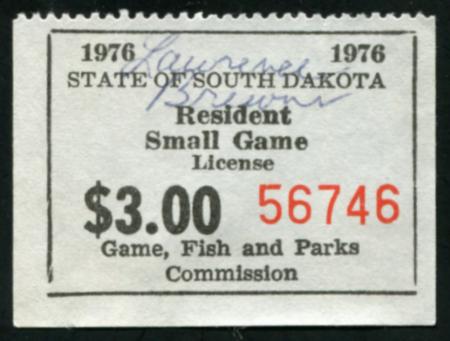 1976 1976
Lawrence
STATE OF SOUTH DAKOTA
Resident
Small Game
License
$3.00 56746
Game, Fish and Parks
Commission